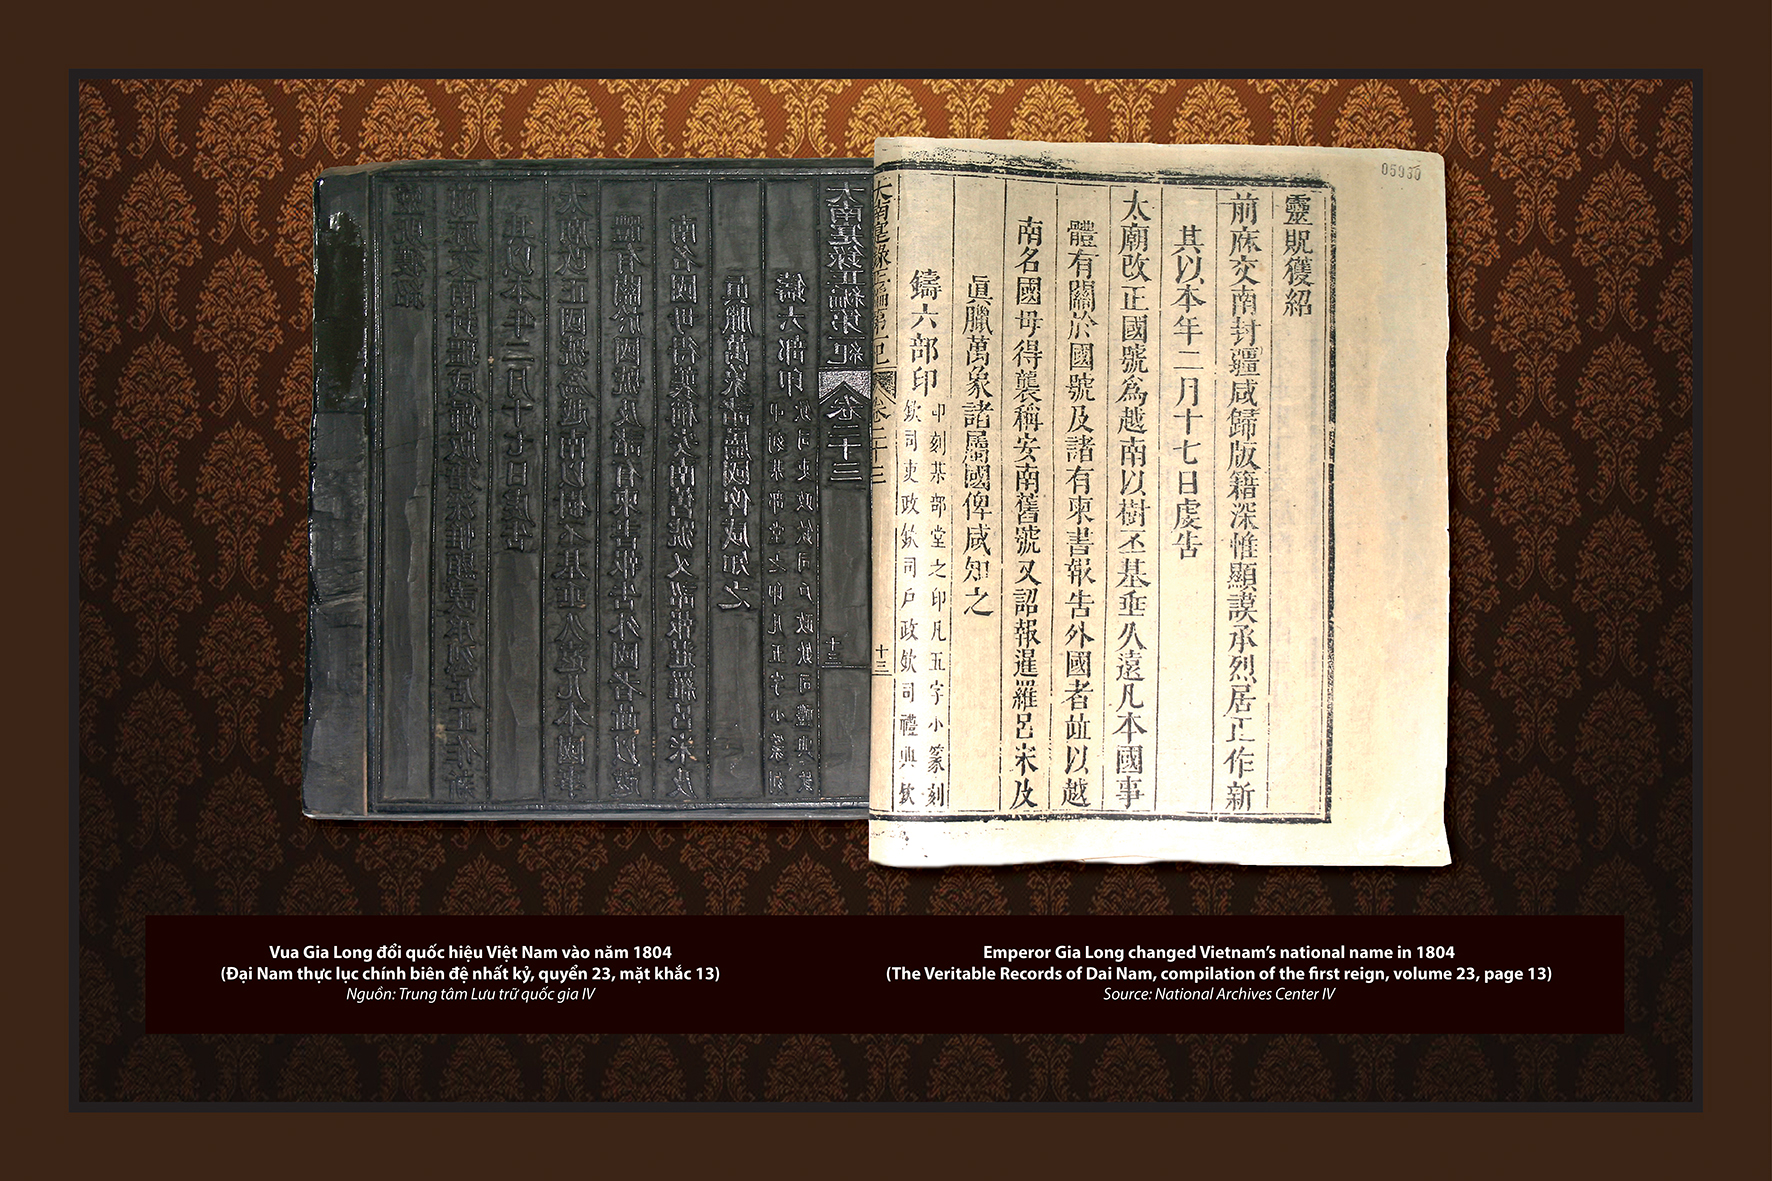 05030
靈貺獲紹
前庥交南封疆咸歸版籍深惟顯謨承烈居正作新
其以本年二月十七日虔告
太廟改正國號爲越南以樹丕基垂久遠凡本國事
體有關於國號及諸有柬書報告外國者並以越
南名國毋得襲稱安南舊號又詔報暹羅呂宋及
眞臘萬象諸屬國俾咸知之
鑄六部印 印刻某部堂之印凡五字小篆刻
欽司吏政欽司戶政欽司禮典欽
大南寔錄正編第一紀 卷二十三 十三
Vua Gia Long đổi quốc hiệu Việt Nam vào năm 1804
(Đại Nam thực lục chính biên đệ nhất kỷ, quyển 23, mặt khắc 13)
Nguồn: Trung tâm Lưu trữ quốc gia IV
Emperor Gia Long changed Vietnam's national name in 1804
(The Veritable Records of Dai Nam, compilation of the first reign, volume 23, page 13)
Source: National Archives Center IV